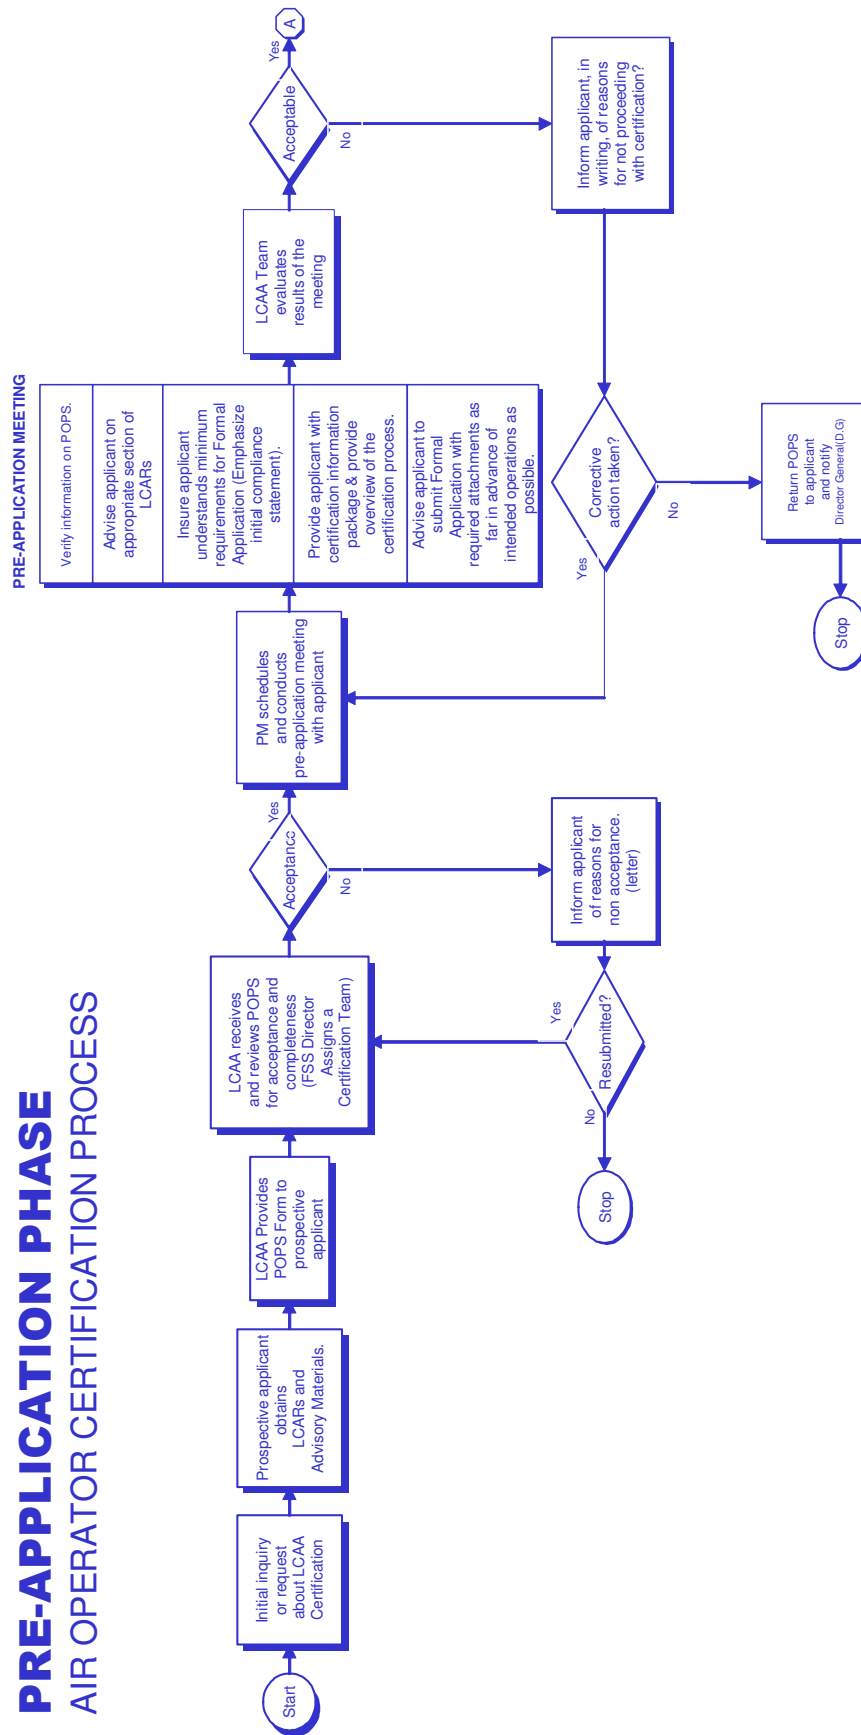 PRE-APPLICATION PHASE
AIR OPERATOR CERTIFICATION PROCESS
Start
Initial inquiry
or request
about LCAA
Certification
Prospective applicant
obtains
LCARs and
Advisory Materials.
LCAA Provides
POPS Form to
prospective
applicant
LCAA receives
and reviews POPS
for acceptance and
completeness
(FSS Director
Assigns a
Certification Team)
Acceptance
Yes
No
Inform applicant
of reasons for
non acceptance.
(letter)
Resubmitted?
Yes
No
Stop
PM schedules
and conducts
pre-application meeting
with applicant
PRE-APPLICATION MEETING
Verify information on POPS.
Advise applicant on
appropriate section of
LCARs
Insure applicant
understands minimum
requirements for Formal
Application (Emphasize
initial compliance
statement).
Provide applicant with
certification information
package & provide
overview of the
certification process.
Advise applicant to
submit Formal
Application with
required attachments as
far in advance of
intended operations as
possible.
LCAA Team
evaluates
results of the
meeting
Acceptable
Yes
A
No
Inform applicant, in
writing, of reasons
for not proceeding
with certification?
Corrective
action taken?
Yes
No
Return POPS
to applicant
and notify
Director General(D.G)
Stop